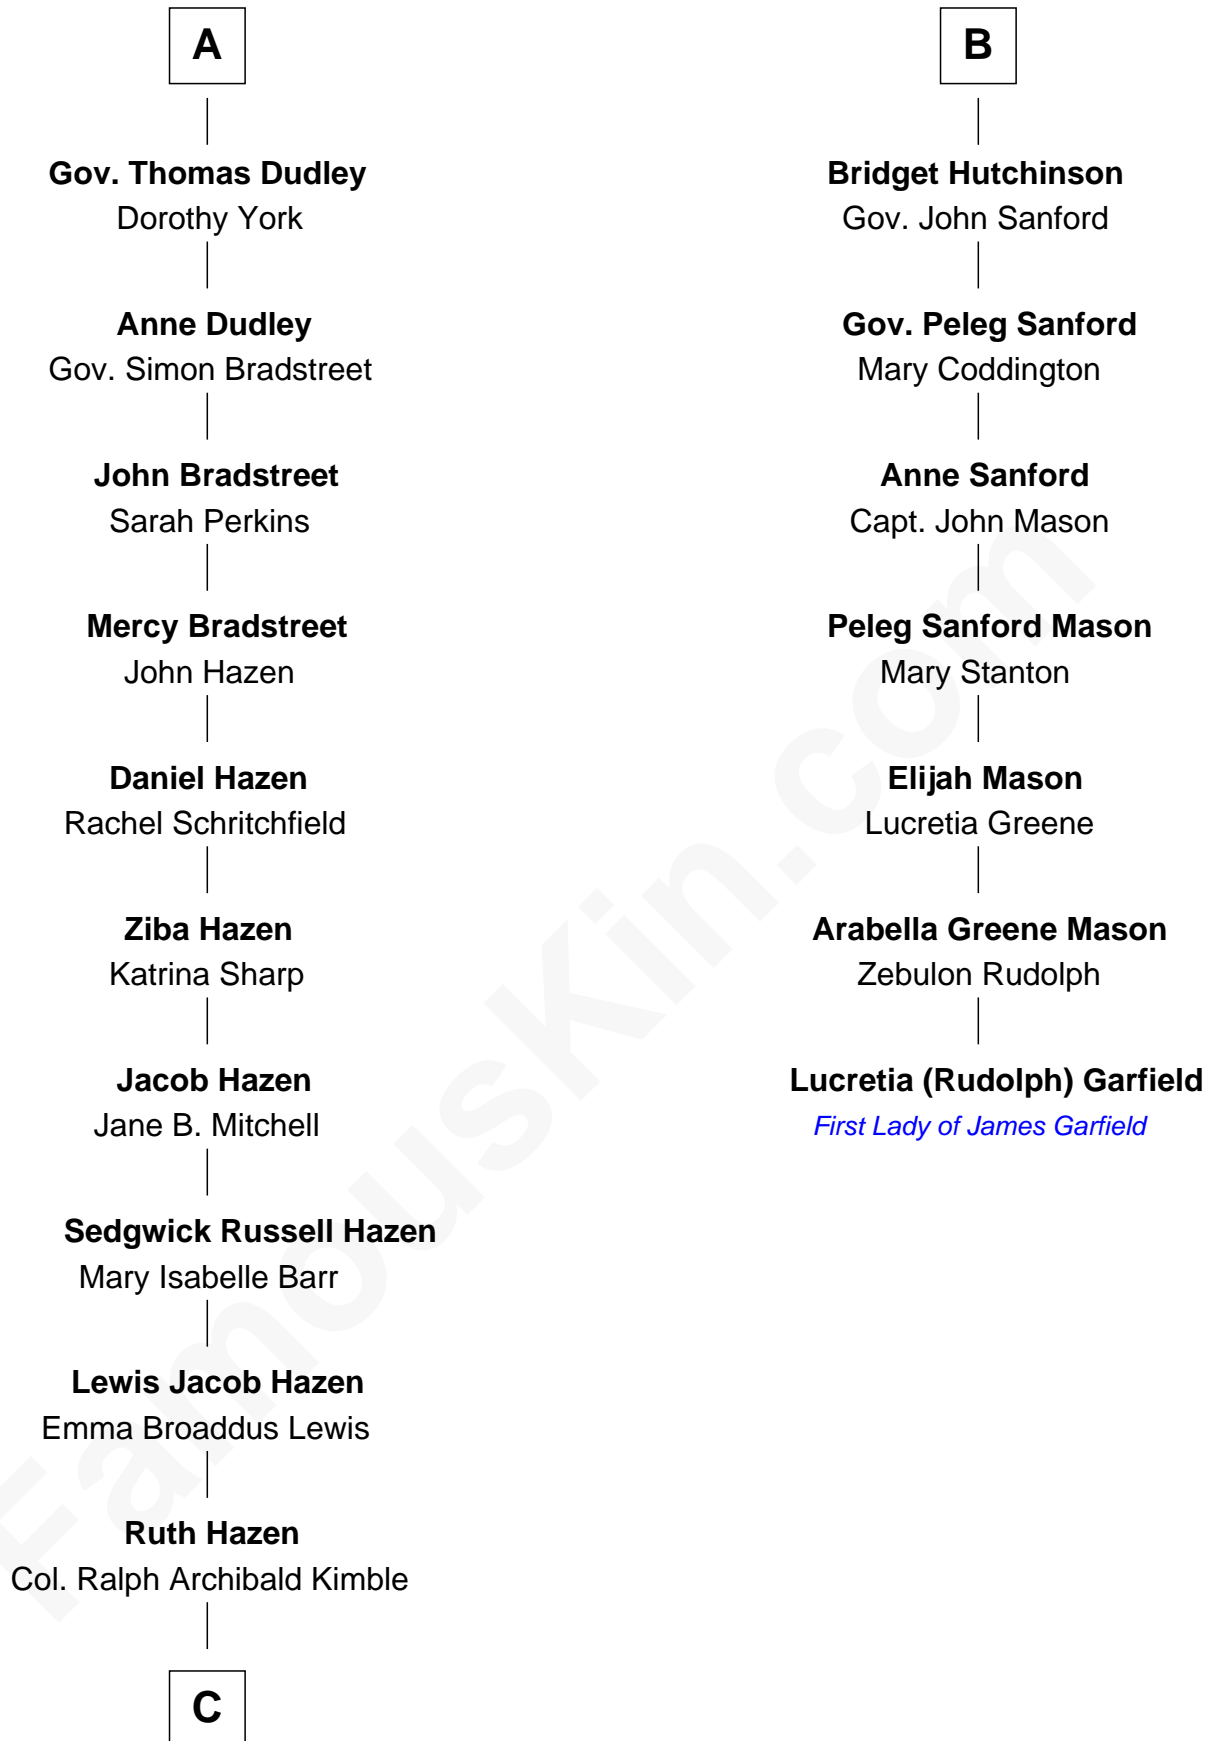 A
Gov. Thomas Dudley
Dorothy York
Anne Dudley
Gov. Simon Bradstreet
John Bradstreet
Sarah Perkins
Mercy Bradstreet
John Hazen
Daniel Hazen
Rachel Schritchfield
Ziba Hazen
Katrina Sharp
Jacob Hazen
Jane B. Mitchell
Sedgwick Russell Hazen
Mary Isabelle Barr
Lewis Jacob Hazen
Emma Broaddus Lewis
Ruth Hazen
Col. Ralph Archibald Kimble
C
B
Bridget Hutchinson
Gov. John Sanford
Gov. Peleg Sanford
Mary Coddington
Anne Sanford
Capt. John Mason
Peleg Sanford Mason
Mary Stanton
Elijah Mason
Lucretia Greene
Arabella Greene Mason
Zebulon Rudolph
Lucretia (Rudolph) Garfield
First Lady of James Garfield
FamousKin.com